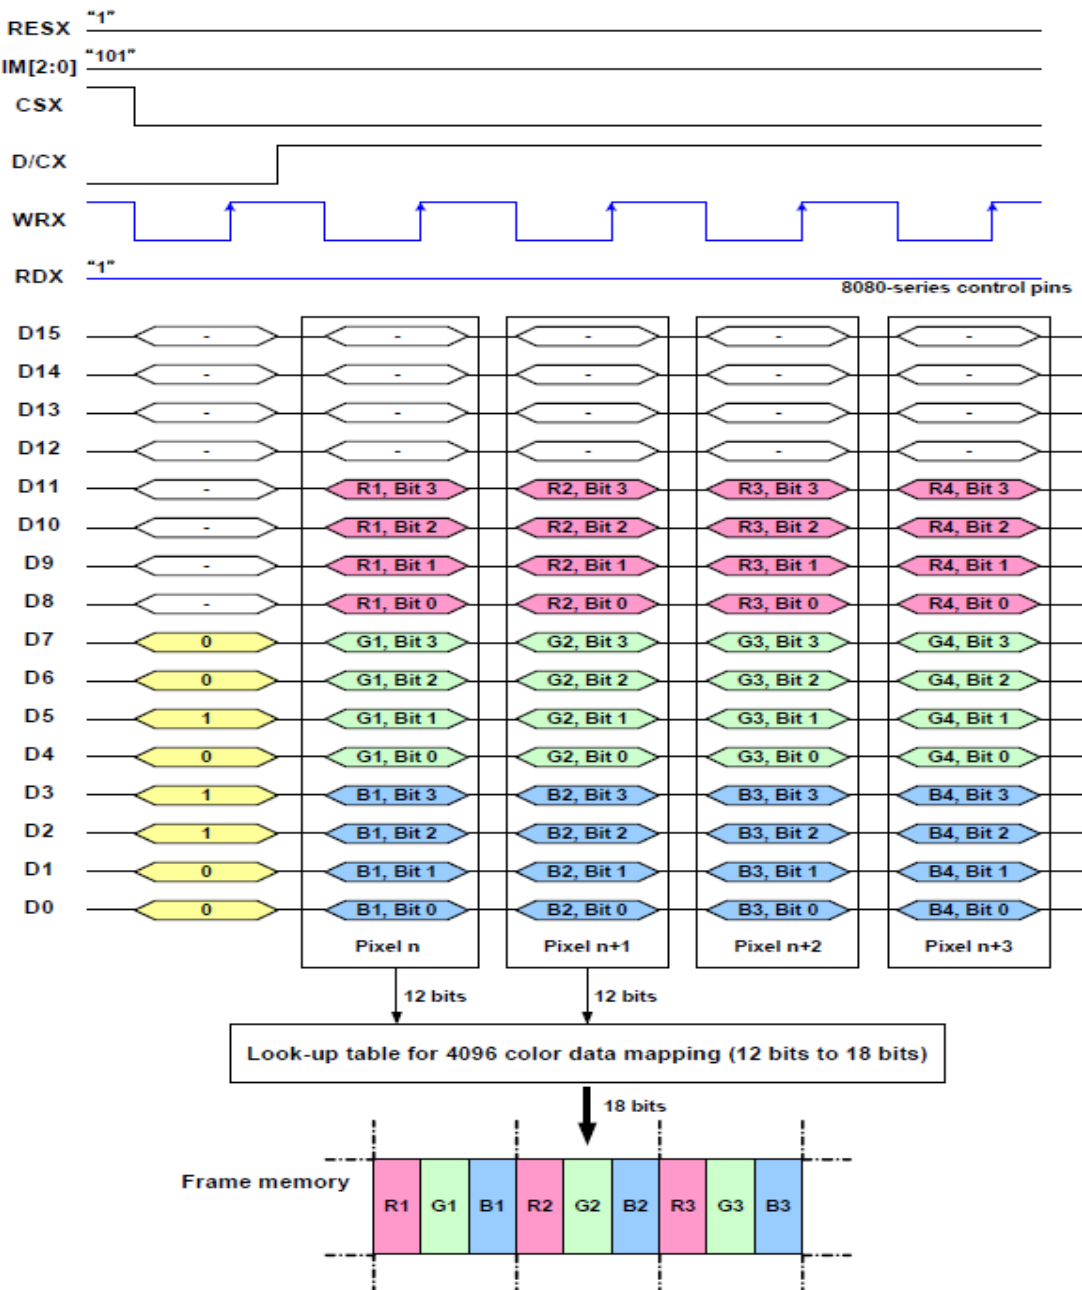 RESX "1"
IM[2:0] "101"
CSX
D/CX
WRX
RDX "1"
8080-series control pins
D15 - - - - -
D14 - - - - -
D13 - - - - -
D12 - - - - -
D11 - R1, Bit 3 R2, Bit 3 R3, Bit 3 R4, Bit 3
D10 - R1, Bit 2 R2, Bit 2 R3, Bit 2 R4, Bit 2
D9 - R1, Bit 1 R2, Bit 1 R3, Bit 1 R4, Bit 1
D8 - R1, Bit 0 R2, Bit 0 R3, Bit 0 R4, Bit 0
D7 0 G1, Bit 3 G2, Bit 3 G3, Bit 3 G4, Bit 3
D6 0 G1, Bit 2 G2, Bit 2 G3, Bit 2 G4, Bit 2
D5 1 G1, Bit 1 G2, Bit 1 G3, Bit 1 G4, Bit 1
D4 0 G1, Bit 0 G2, Bit 0 G3, Bit 0 G4, Bit 0
D3 1 B1, Bit 3 B2, Bit 3 B3, Bit 3 B4, Bit 3
D2 1 B1, Bit 2 B2, Bit 2 B3, Bit 2 B4, Bit 2
D1 0 B1, Bit 1 B2, Bit 1 B3, Bit 1 B4, Bit 1
D0 0 B1, Bit 0 B2, Bit 0 B3, Bit 0 B4, Bit 0
Pixel n Pixel n+1 Pixel n+2 Pixel n+3
12 bits 12 bits
Look-up table for 4096 color data mapping (12 bits to 18 bits)
18 bits
Frame memory
R1 G1 B1 R2 G2 B2 R3 G3 B3